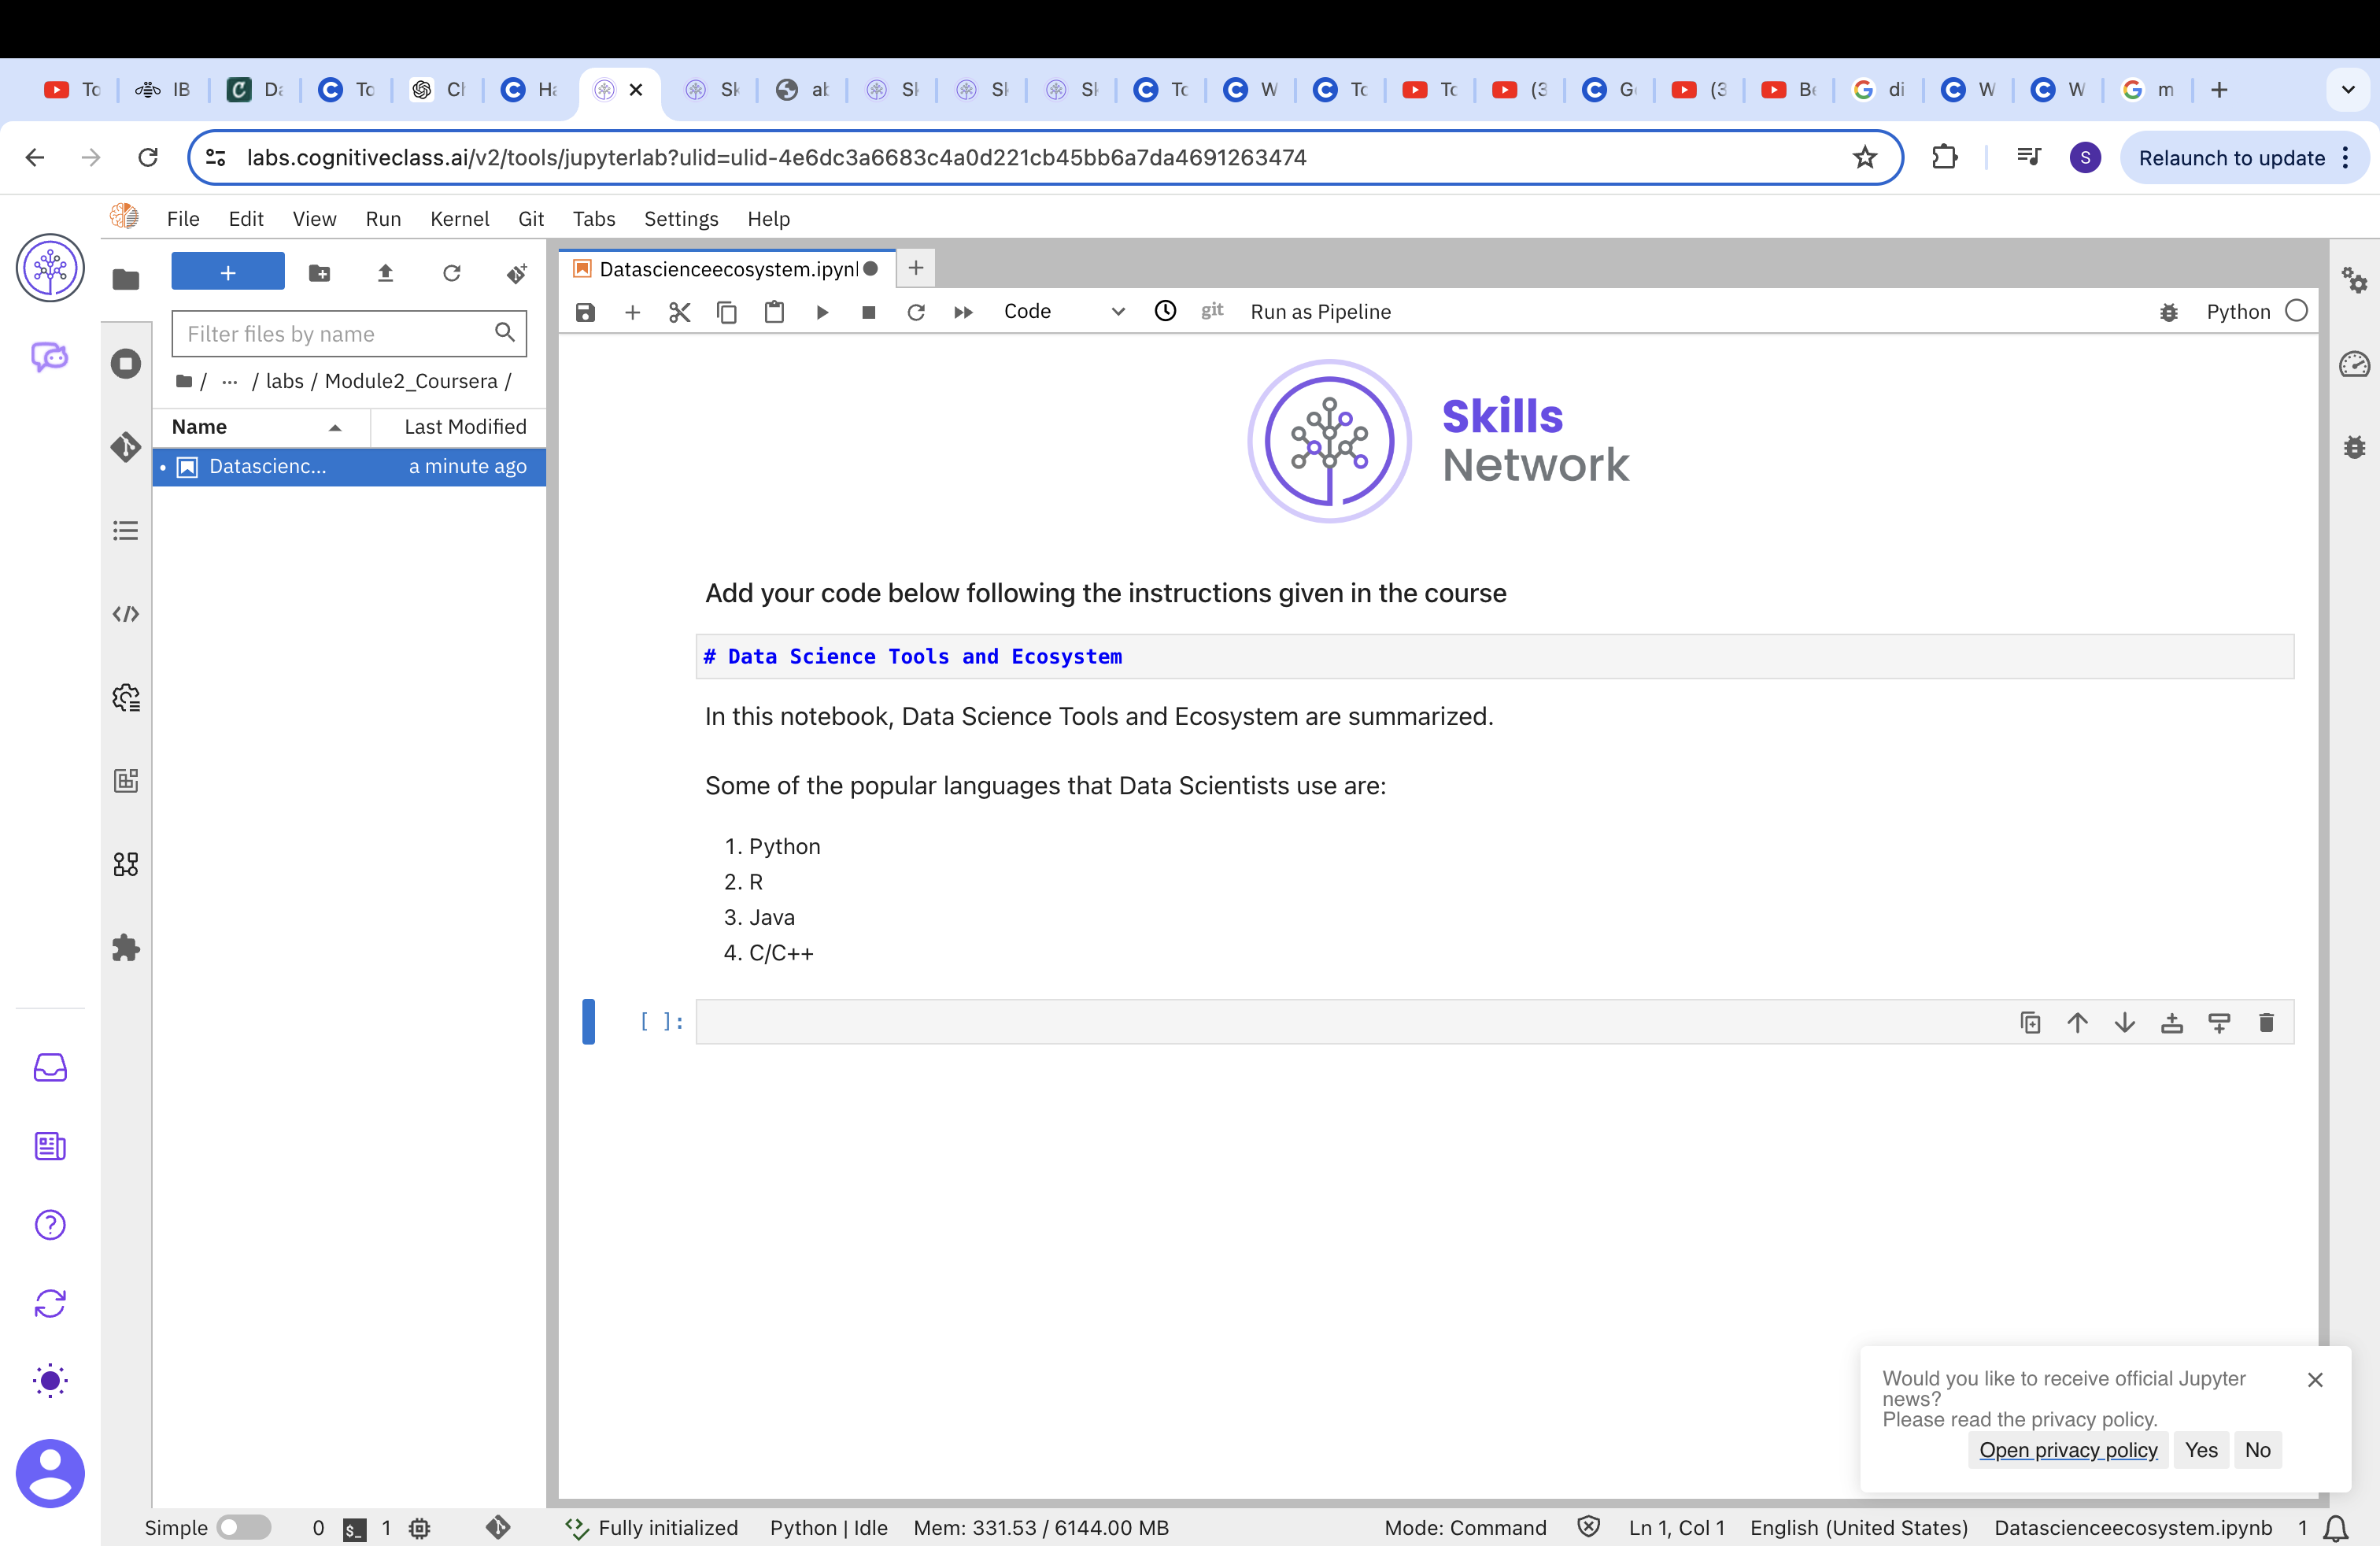 To
IB
Da
To
Ch
Ha
Sk
ab
Sk
Sk
Sk
To
W
To
To
(3
G
(3
Be
di
W
W
m
labs.cognitiveclass.ai/v2/tools/jupyterlab?ulid=ulid-4e6dc3a6683c4a0d221cb45bb6a7da4691263474
S
Relaunch to update
File Edit View Run Kernel Git Tabs Settings Help
Datascienceecosystem.ipynb
Filter files by name
Code
git
Run as Pipeline
Python
/ ... / labs / Module2_Coursera /
Name Last Modified
Datascienc... a minute ago
Skills
Network
Add your code below following the instructions given in the course
# Data Science Tools and Ecosystem
In this notebook, Data Science Tools and Ecosystem are summarized.
Some of the popular languages that Data Scientists use are:
1. Python
2. R
3. Java
4. C/C++
[ ]:
Would you like to receive official Jupyter
news?
Please read the privacy policy.
Open privacy policy Yes No
Simple 0 $_ 1 Fully initialized Python | Idle Mem: 331.53 / 6144.00 MB Mode: Command Ln 1, Col 1 English (United States) Datascienceecosystem.ipynb 1